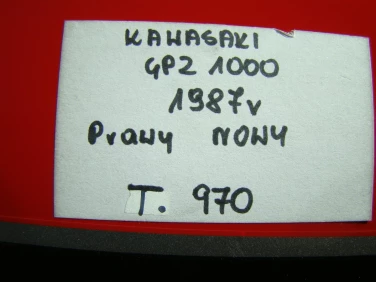 KAWASAKI
GPZ 1000
1987r
Prawy NOWY
T. 970